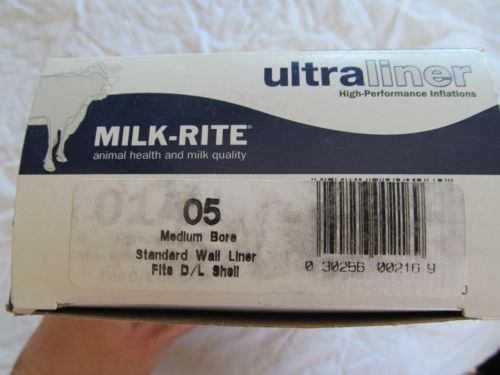 ultraliner
High-Performance Inflations
MILK-RITE®
animal health and milk quality
05
Medium Bore
Standard Wall Liner
Fits D/L Shell
0 30256 00216 9